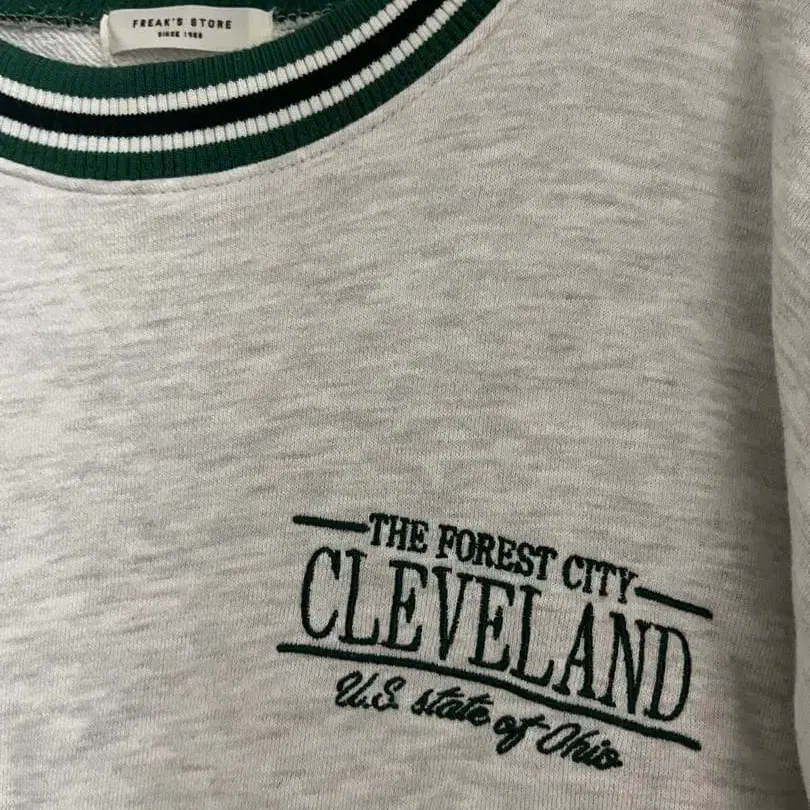 FREAK'S STORE
SINCE 1986
THE FOREST CITY
CLEVELAND
U.S. state of Ohio